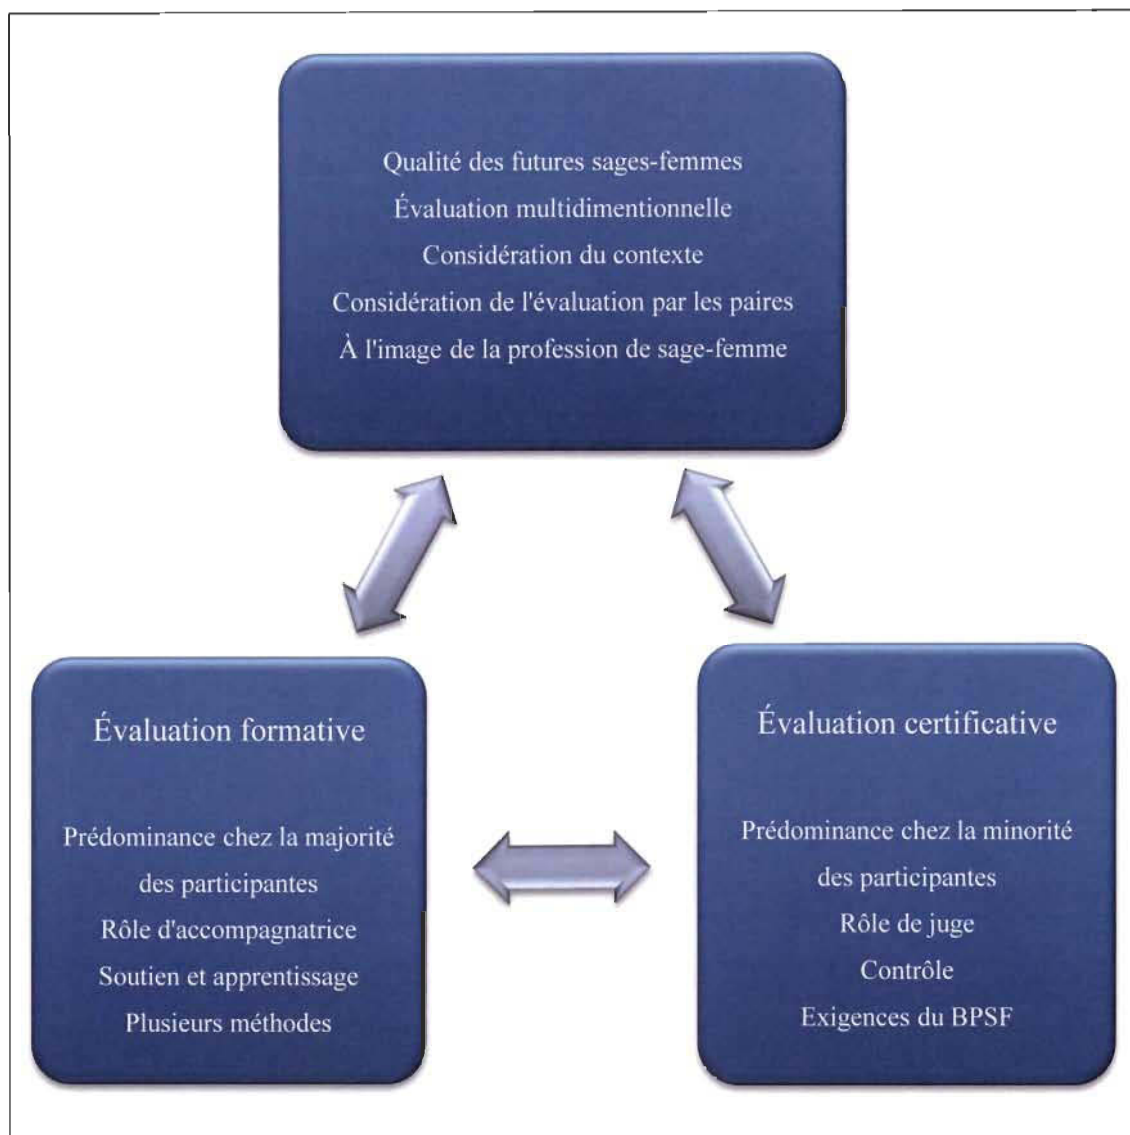 Qualité des futures sages-femmes
Évaluation multidimentionnelle
Considération du contexte
Considération de l'évaluation par les paires
À l'image de la profession de sage-femme
Évaluation formative
Prédominance chez la majorité
des participantes
Rôle d'accompagnatrice
Soutien et apprentissage
Plusieurs méthodes
Évaluation certificative
Prédominance chez la minorité
des participantes
Rôle de juge
Contrôle
Exigences du BPSF